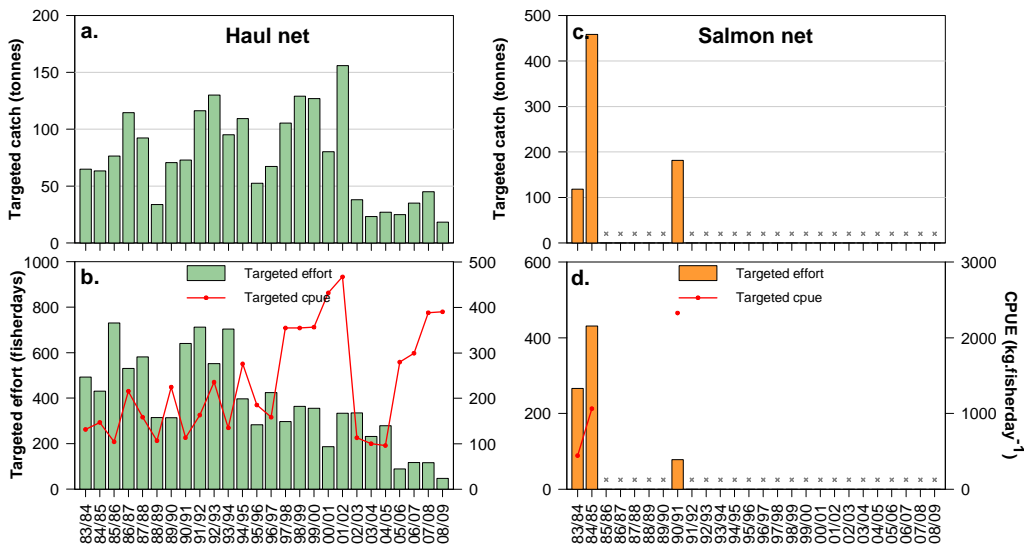 a.
Haul net
Targeted catch (tonnes)
200
150
100
50
0
c.
Salmon net
Targeted catch (tonnes)
500
400
300
200
100
0
b.
Targeted effort
Targeted cpue
Targeted effort (fisherdays)
1000
800
600
400
200
0
500
400
300
200
100
0
83/84 84/85 85/86 86/87 87/88 88/89 89/90 90/91 91/92 92/93 93/94 94/95 95/96 96/97 97/98 98/99 99/00 00/01 01/02 02/03 03/04 04/05 05/06 06/07 07/08 08/09
d.
Targeted effort
Targeted cpue
600
400
200
0
3000
2000
1000
0
CPUE (kg.fisherday-1)
83/84 84/85 85/86 86/87 87/88 88/89 89/90 90/91 91/92 92/93 93/94 94/95 95/96 96/97 97/98 98/99 99/00 00/01 01/02 02/03 03/04 04/05 05/06 06/07 07/08 08/09